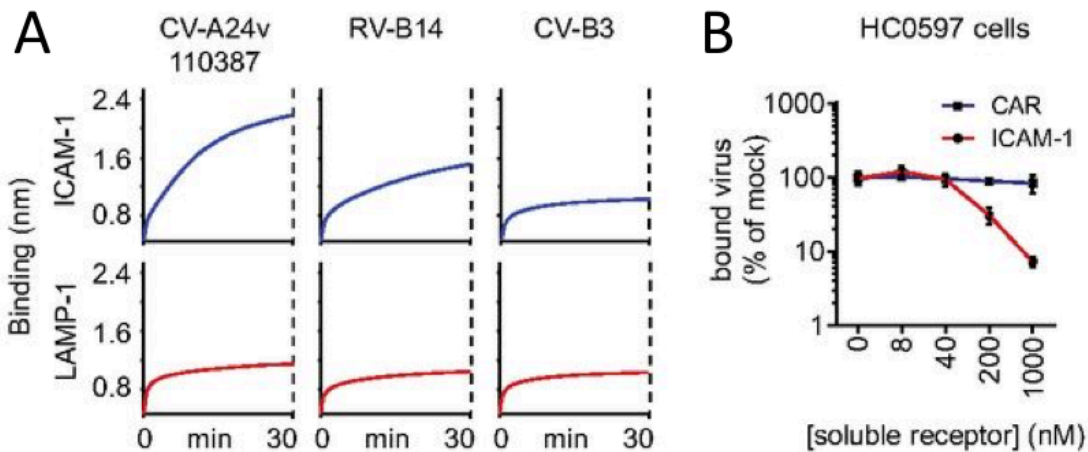 A
CV-A24v
110387
RV-B14
CV-B3
Binding (nm)
ICAM-1
2.4
1.6
0.8
LAMP-1
2.4
1.6
0.8
0 min 30
0 min 30
0 min 30
B
HC0597 cells
CAR
ICAM-1
bound virus
(% of mock)
1000
100
10
1
0 8 40 200 1000
[soluble receptor] (nM)